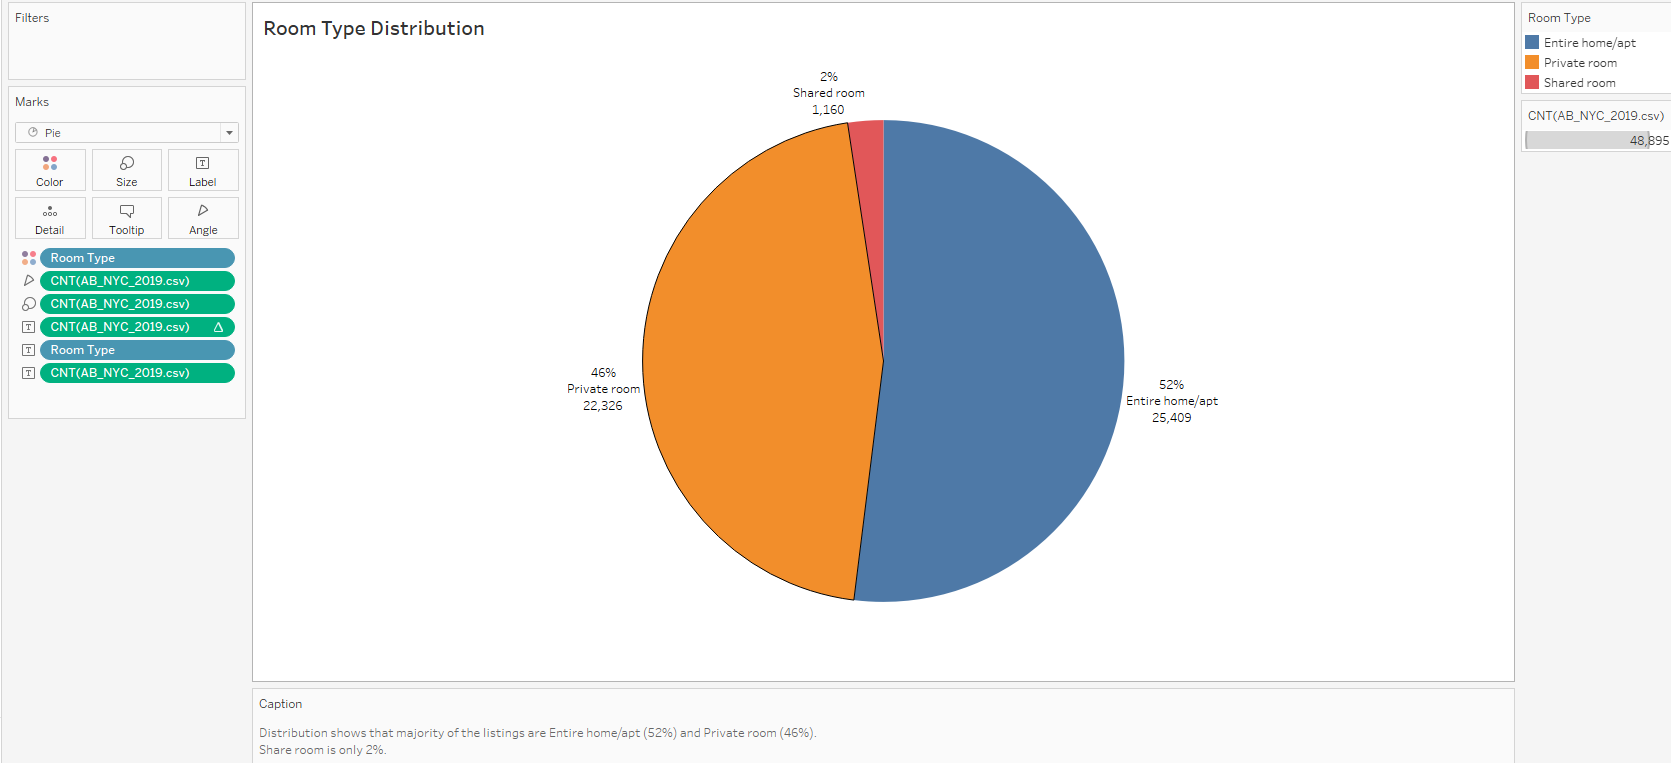 Filters
Marks
Pie
Color
Size
Label
Detail
Tooltip
Angle
Room Type
CNT(AB_NYC_2019.csv)
CNT(AB_NYC_2019.csv)
CNT(AB_NYC_2019.csv) Δ
Room Type
CNT(AB_NYC_2019.csv)
Room Type Distribution
2%
Shared room
1,160
46%
Private room
22,326
52%
Entire home/apt
25,409
Caption
Distribution shows that majority of the listings are Entire home/apt (52%) and Private room (46%).
Share room is only 2%.
Room Type
Entire home/apt
Private room
Shared room
CNT(AB_NYC_2019.csv)
48,895